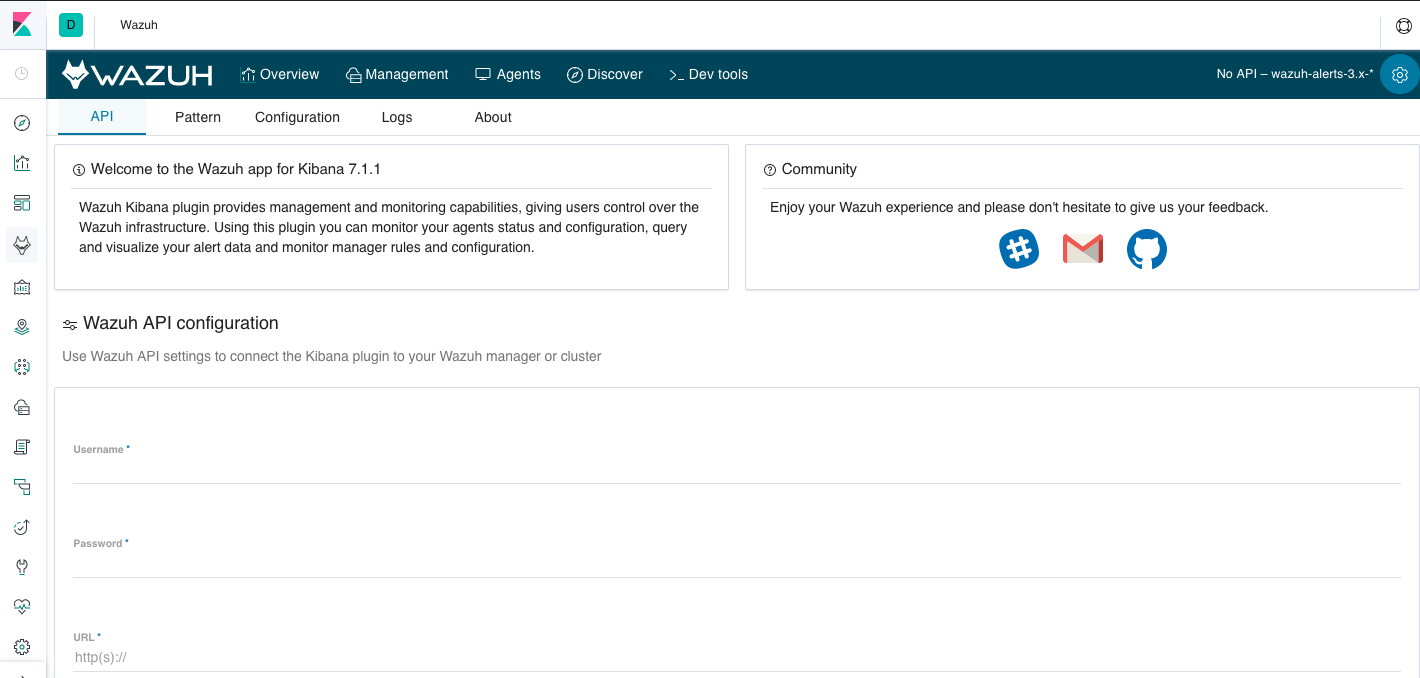 D Wazuh
WAZUH Overview Management Agents Discover >_ Dev tools No API – wazuh-alerts-3.x-*
API Pattern Configuration Logs About
Welcome to the Wazuh app for Kibana 7.1.1
Wazuh Kibana plugin provides management and monitoring capabilities, giving users control over the
Wazuh infrastructure. Using this plugin you can monitor your agents status and configuration, query
and visualize your alert data and monitor manager rules and configuration.
Community
Enjoy your Wazuh experience and please don't hesitate to give us your feedback.
Wazuh API configuration
Use Wazuh API settings to connect the Kibana plugin to your Wazuh manager or cluster
Username *
Password *
URL *
http(s)://